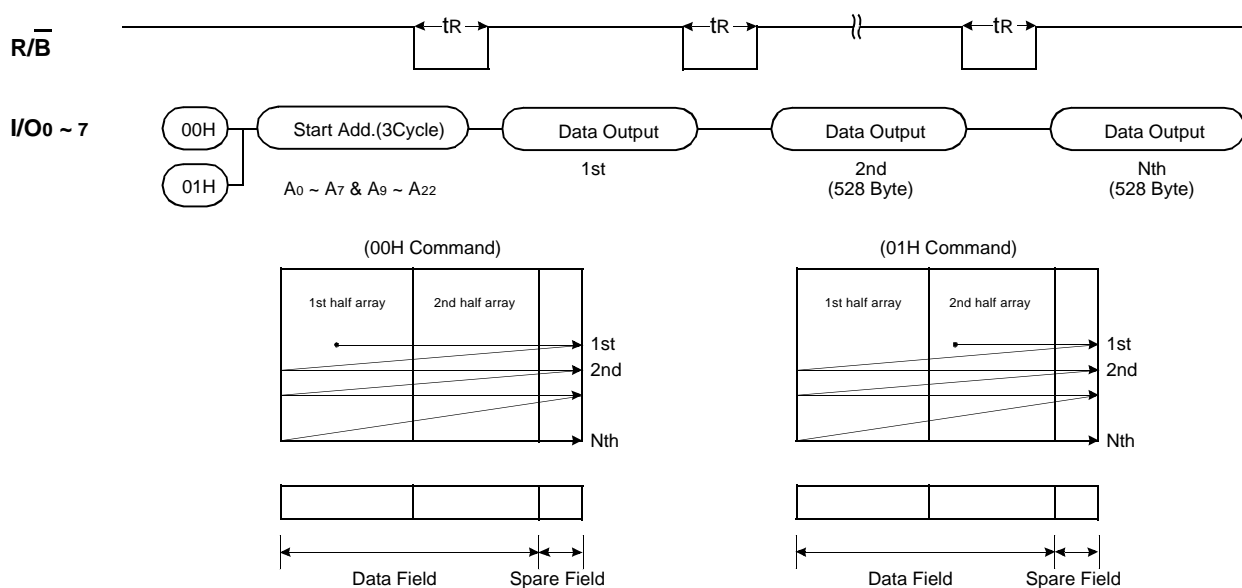 tR tR tR
R/B
I/O0 ~ 7 00H Start Add.(3Cycle) Data Output Data Output Data Output
01H A0 ~ A7 & A9 ~ A22 1st 2nd Nth
(528 Byte) (528 Byte)
(00H Command) (01H Command)
1st half array 2nd half array 1st half array 2nd half array
1st 1st
2nd 2nd
Nth Nth
Data Field Spare Field Data Field Spare Field